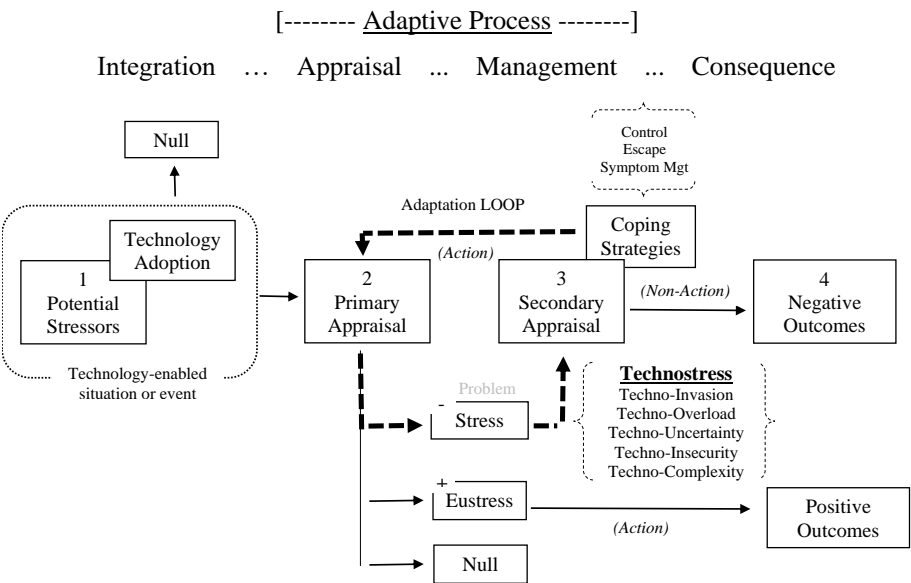 [-------- Adaptive Process --------]
Integration … Appraisal ... Management ... Consequence
Null
Control
Escape
Symptom Mgt
Adaptation LOOP
(Action)
Coping
Strategies
Technology
Adoption
1
Potential
Stressors
2
Primary
Appraisal
3
Secondary
Appraisal
(Non-Action)
4
Negative
Outcomes
Technology-enabled
situation or event
Problem
-
Stress
Technostress
Techno-Invasion
Techno-Overload
Techno-Uncertainty
Techno-Insecurity
Techno-Complexity
+
Eustress
(Action)
Positive
Outcomes
Null